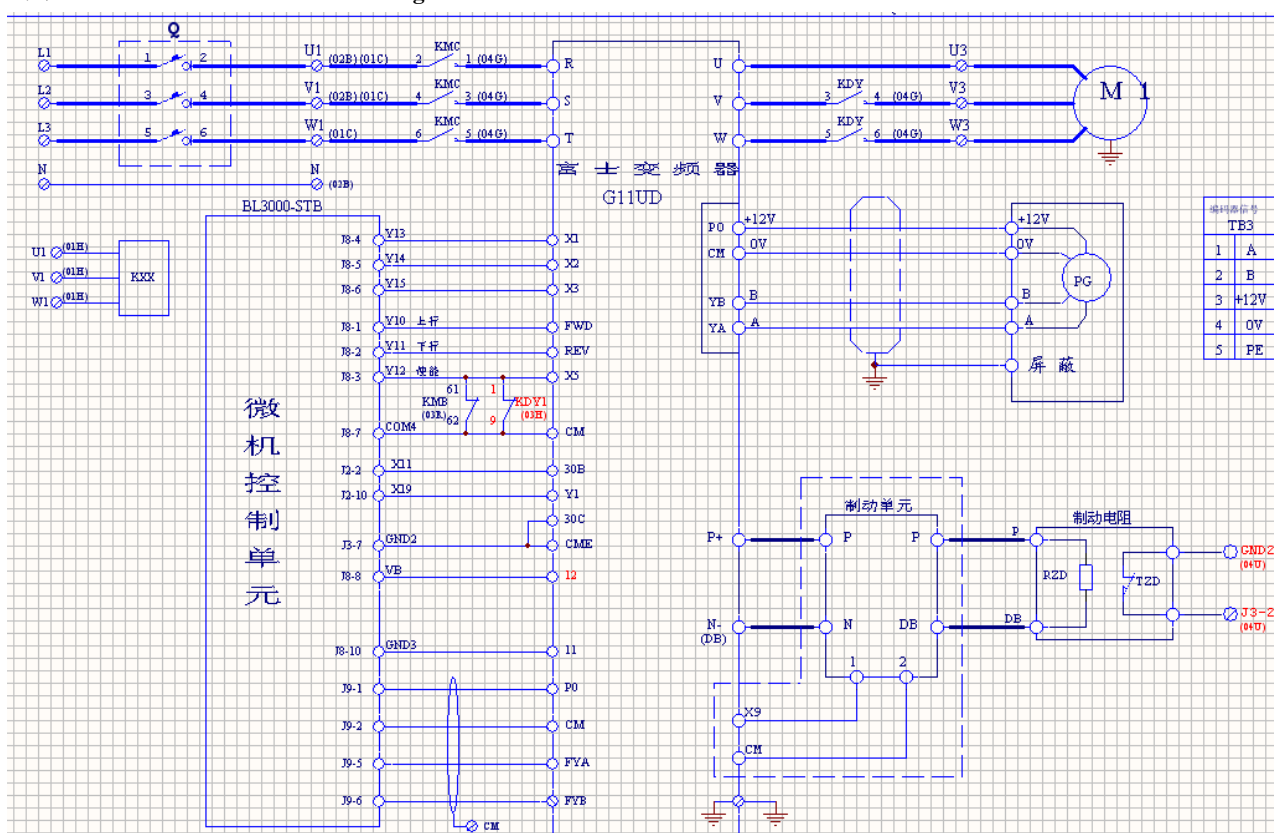 Q
L1 1 2 U1 (02B)(01C) 2 KMC 1 (04G) R U U3
L2 3 4 V1 (02B)(01C) 4 KMC 3 (04G) S V 3 KDY 4 (04G) V3 M 1
L3 5 6 W1 (01C) 6 KMC 5 (04G) T W 5 KDY 6 (04G) W3
N N (02B)
富士变频器
G11UD
BL3000-STB
U1 (01H)
V1 (01H)
W1 (01H)
KXX
微机控制单元
J8-4 Y13 X1
J8-5 Y14 X2
J8-6 Y15 X3
J8-1 Y10 上行 FWD
J8-2 Y11 下行 REV
J8-3 Y12 使能 X5
61 1
KMB KDY1
(03H)
62 9
J8-7 COM4 CM
J2-2 X11 30B
J2-10 X19 Y1
30C
J3-7 GND2 CME
J8-8 VB 12
J8-10 GND3 11
J9-1 P0
J9-2 CM
J9-5 FYA
J9-6 FYB
CM
P0 +12V +12V
CM 0V 0V
PG
YB B B
YA A A
屏蔽
编码器信号
TB3
1 A
2 B
3 +12V
4 0V
5 PE
制动单元
P+ P P P
N- N DB DB
(DB)
1 2
X9
CM
制动电阻
RZD TZD
GND2
(04U)
J3-2
(04U)